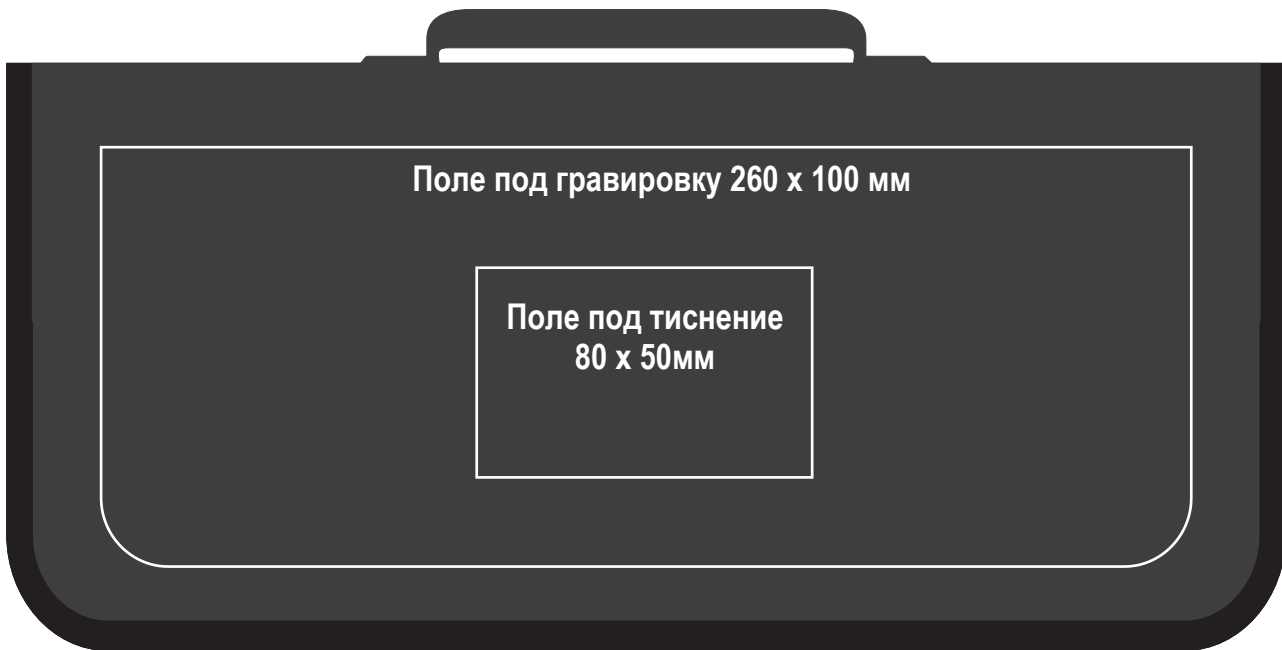 Поле под гравировку 260 х 100 мм
Поле под тиснение
80 х 50мм